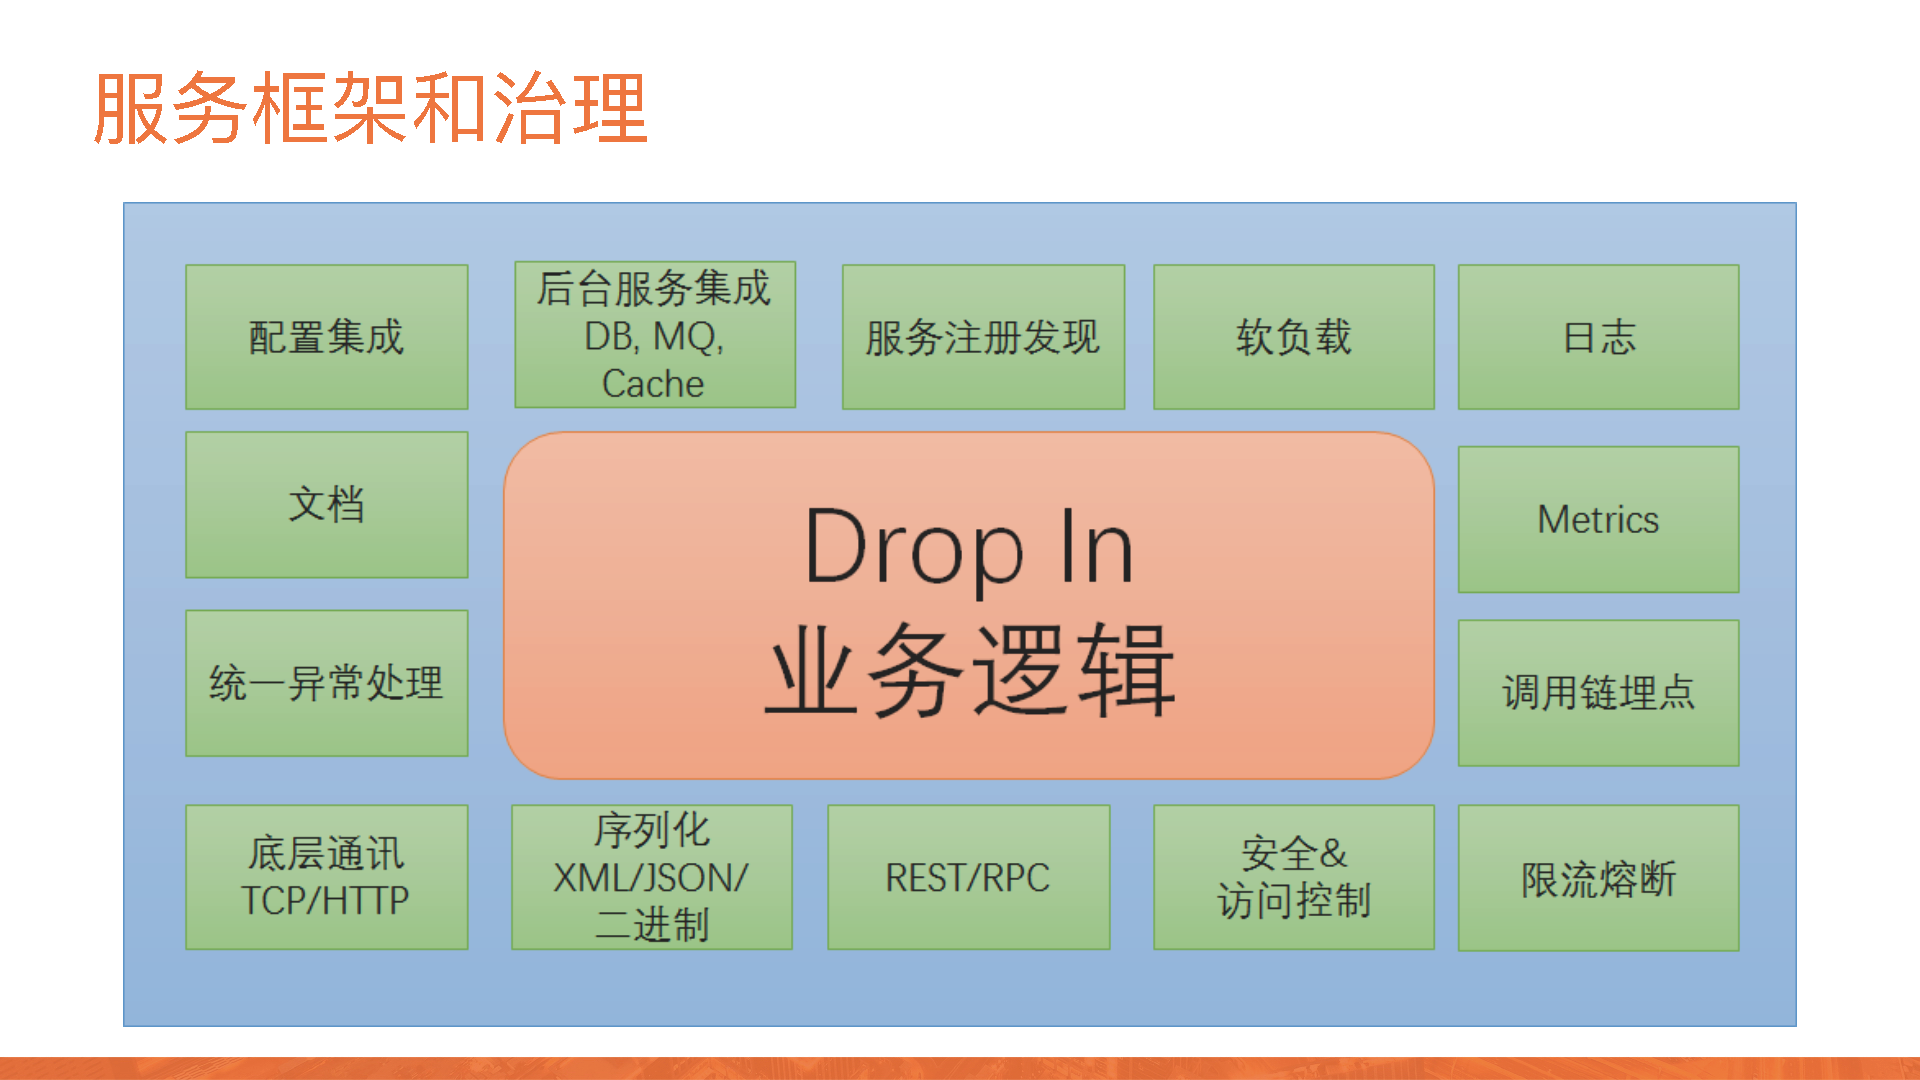 服务框架和治理
配置集成
后台服务集成
DB, MQ,
Cache
服务注册发现
软负载
日志
文档
Drop In
业务逻辑
Metrics
统一异常处理
调用链埋点
底层通讯
TCP/HTTP
序列化
XML/JSON/
二进制
REST/RPC
安全&
访问控制
限流熔断